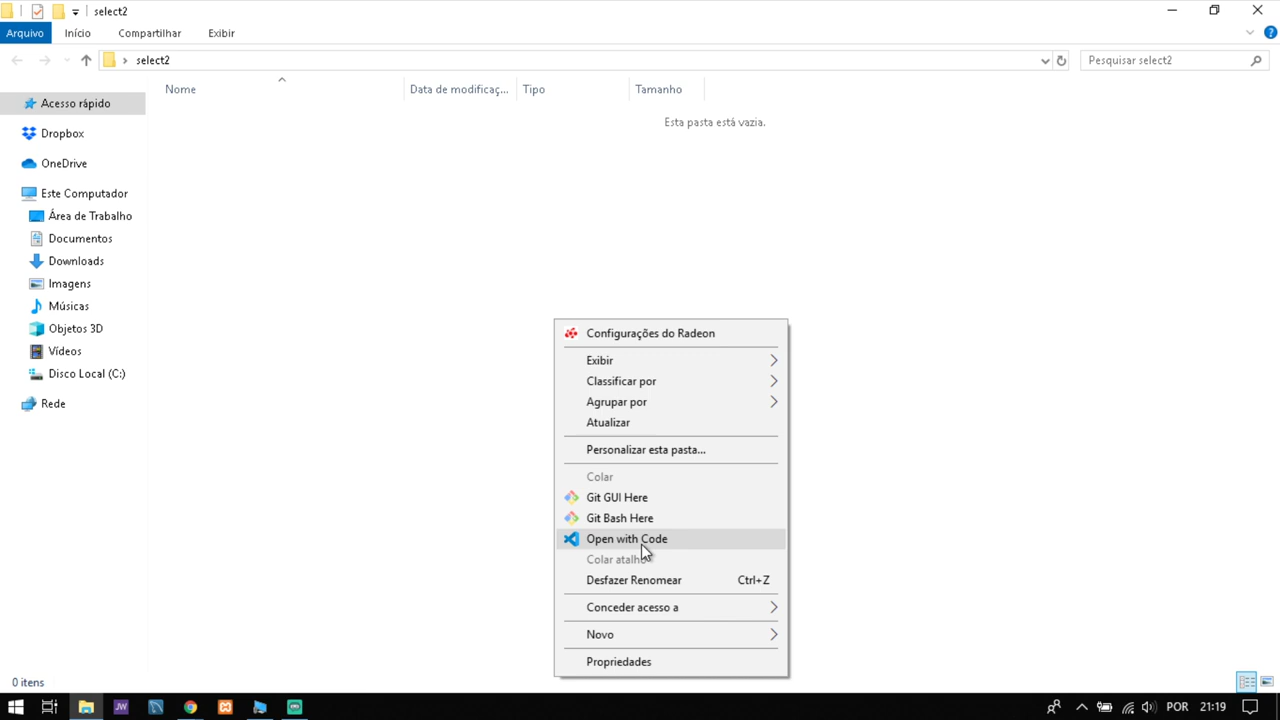 select2
Arquivo Início Compartilhar Exibir
select2 Pesquisar select2
Nome Data de modificaç... Tipo Tamanho
Esta pasta está vazia.
Acesso rápido
Dropbox
OneDrive
Este Computador
Área de Trabalho
Documentos
Downloads
Imagens
Músicas
Objetos 3D
Vídeos
Disco Local (C:)
Rede
Configurações do Radeon
Exibir
Classificar por
Agrupar por
Atualizar
Personalizar esta pasta...
Colar
Git GUI Here
Git Bash Here
Open with Code
Colar atalho
Desfazer Renomear Ctrl+Z
Conceder acesso a
Novo
Propriedades
0 itens
POR 21:19